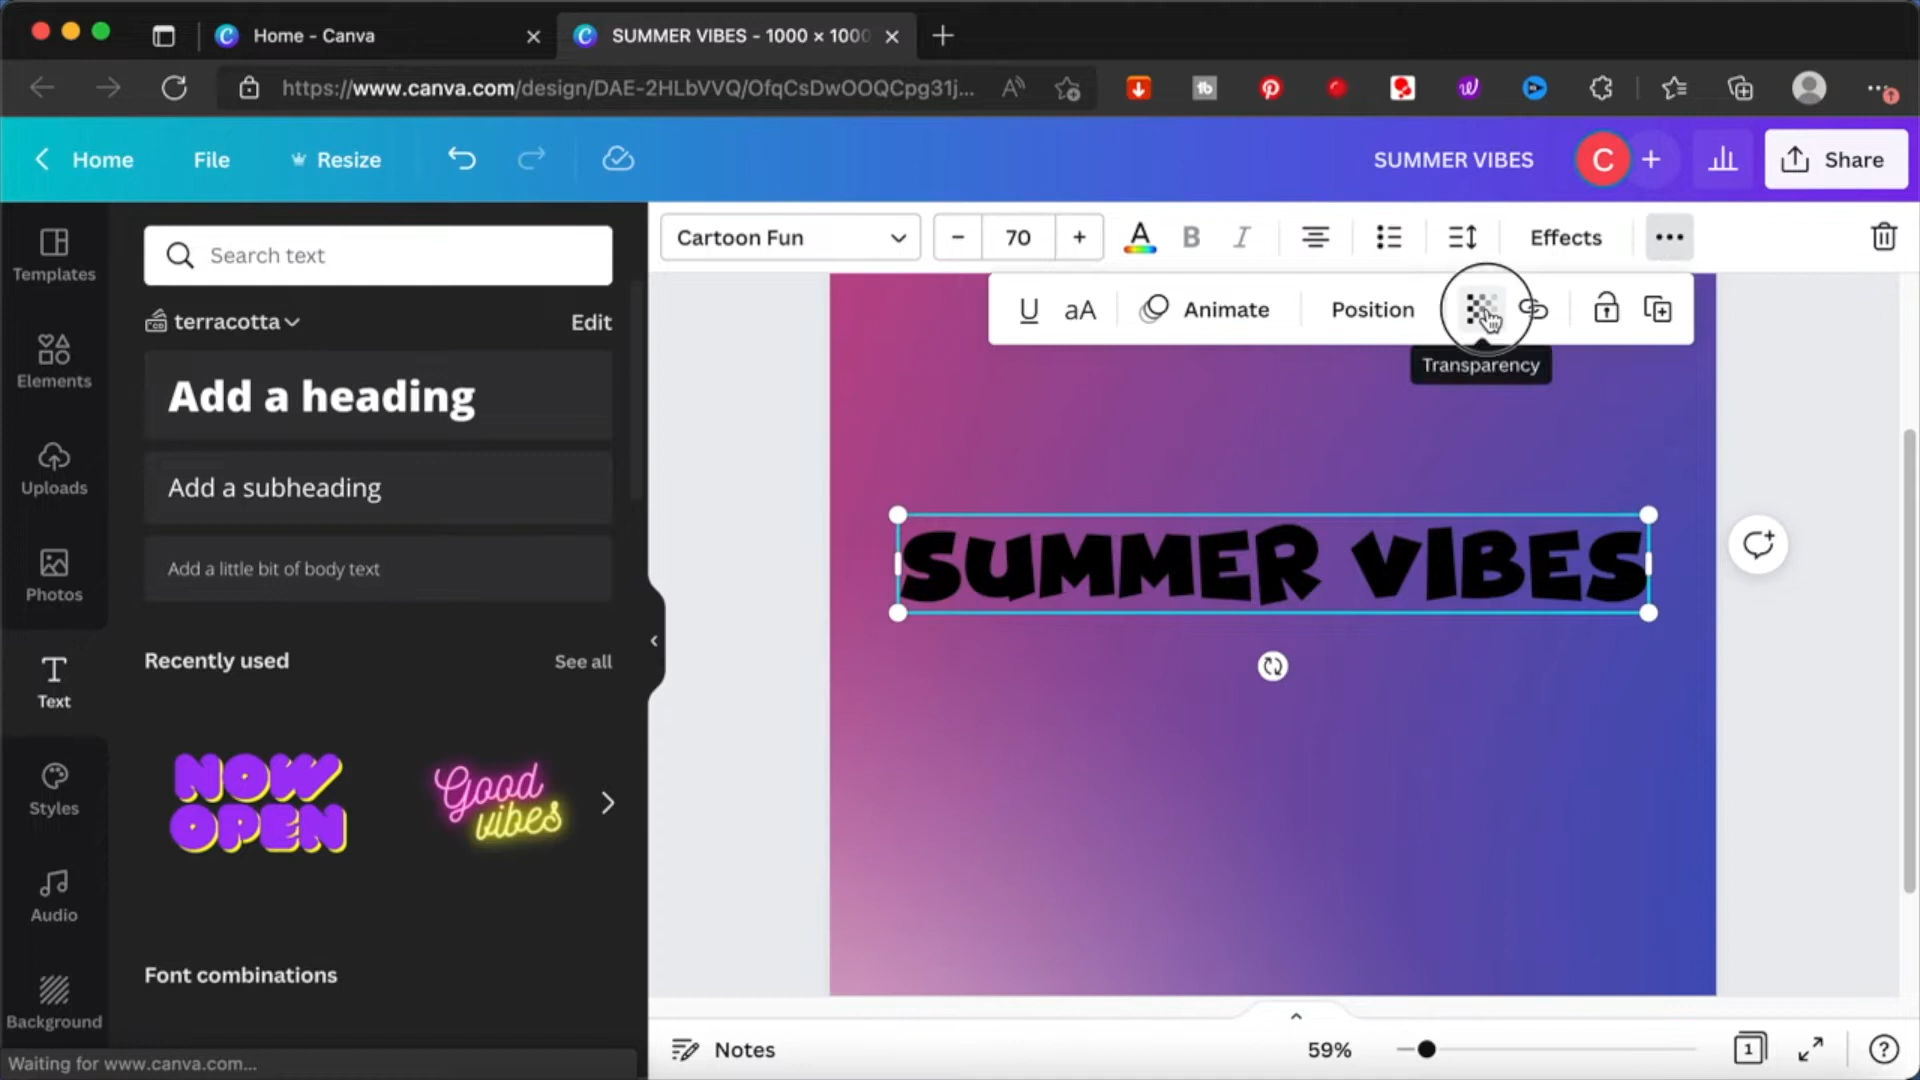 Home - Canva
SUMMER VIBES - 1000 × 1000
https://www.canva.com/design/DAE-2HLbVVQ/OfqCsDwOOQCpg31j...
Home
File
Resize
SUMMER VIBES
C
Share
Templates
Elements
Uploads
Photos
Text
Styles
Audio
Background
Search text
terracotta
Edit
Add a heading
Add a subheading
Add a little bit of body text
Recently used
See all
NOW
OPEN
Good
vibes
Font combinations
Waiting for www.canva.com...
Cartoon Fun
70
A
B
I
Effects
U
aA
Animate
Position
Transparency
SUMMER VIBES
Notes
59%
1